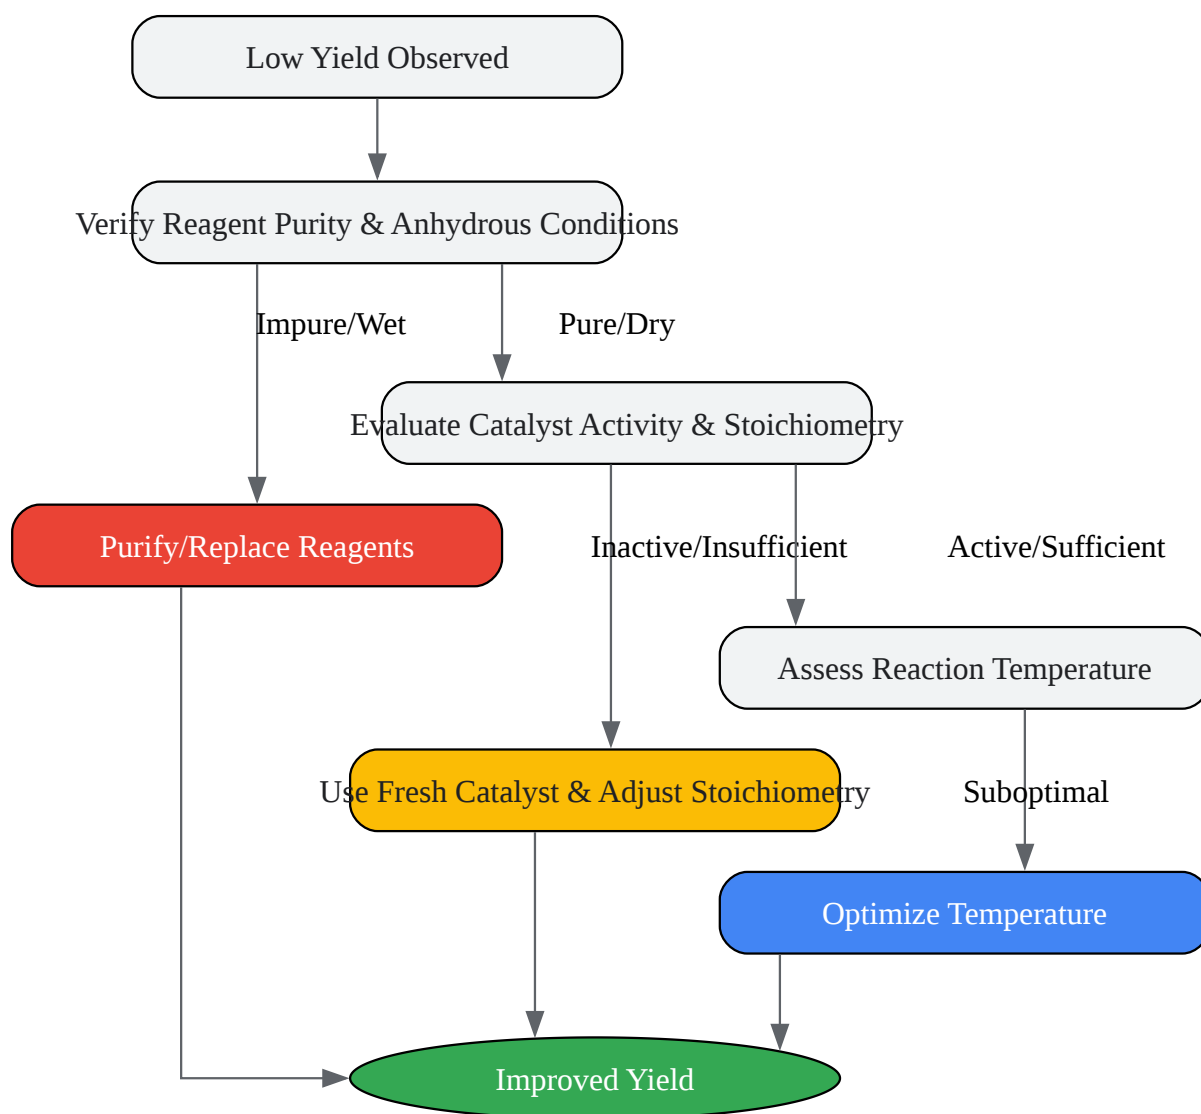 Low Yield Observed
Verify Reagent Purity & Anhydrous Conditions
Impure/Wet
Pure/Dry
Evaluate Catalyst Activity & Stoichiometry
Purify/Replace Reagents
Inactive/Insufficient
Active/Sufficient
Assess Reaction Temperature
Use Fresh Catalyst & Adjust Stoichiometry
Suboptimal
Optimize Temperature
Improved Yield